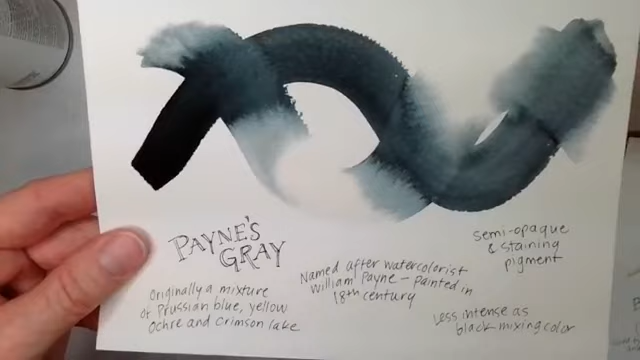 PAYNE'S
GRAY
Originally a mixture
of Prussian blue, yellow
Ochre and Crimson lake
Named after watercolorist
William Payne – painted in
18th century
semi-opaque
& staining
pigment
Less intense as
black mixing color